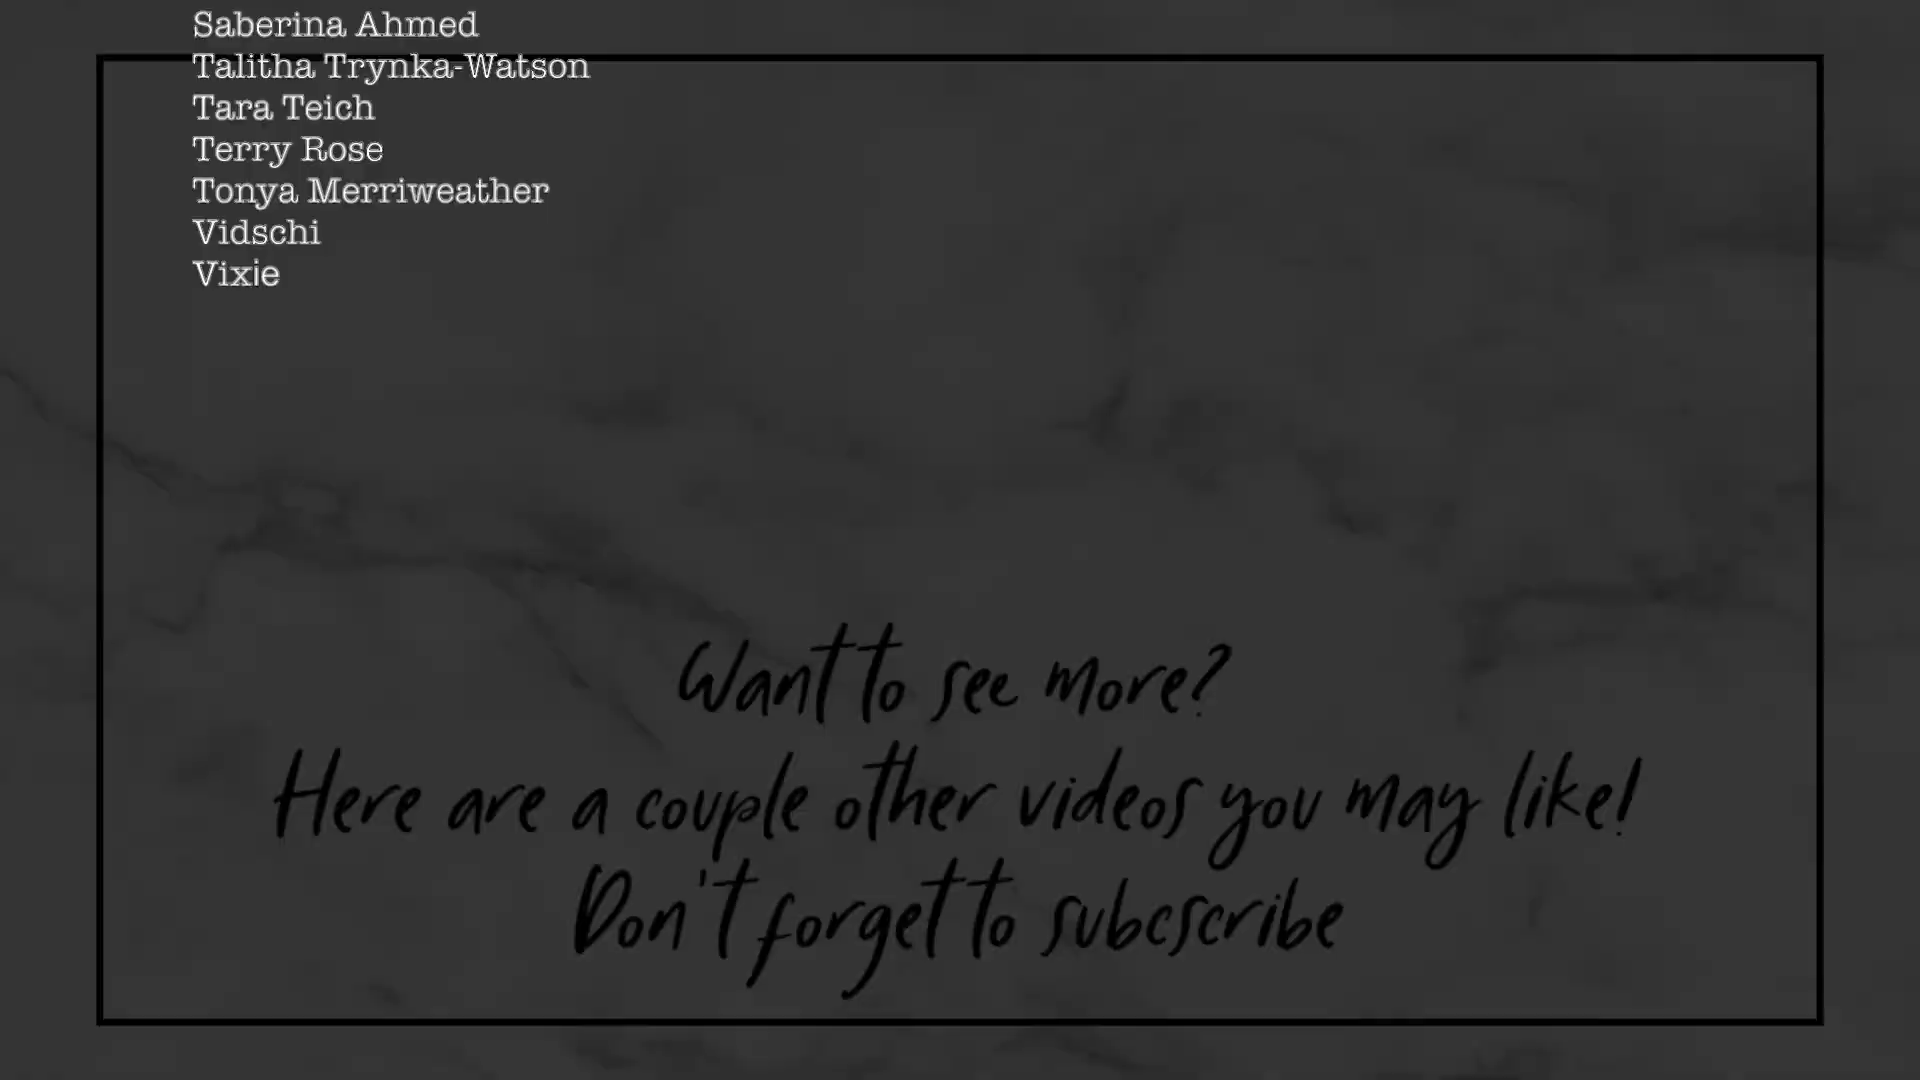 Saberina Ahmed
Talitha Trynka-Watson
Tara Teich
Terry Rose
Tonya Merriweather
Vidschi
Vixie
Want to see more?
Here are a couple other videos you may like!
Don't forget to subcscribe